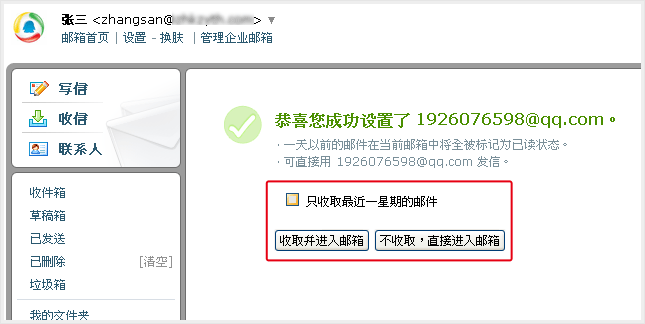 张三 <zhangsan@
邮箱首页 | 设置 - 换肤 | 管理企业邮箱
写信
收信
联系人
收件箱
草稿箱
已发送
已删除 [清空]
垃圾箱
我的文件夹
恭喜您成功设置了 1926076598@qq.com。
· 一天以前的邮件在当前邮箱中将全被标记为已读状态。
· 可直接用 1926076598@qq.com 发信。
只收取最近一星期的邮件
收取并进入邮箱 不收取，直接进入邮箱